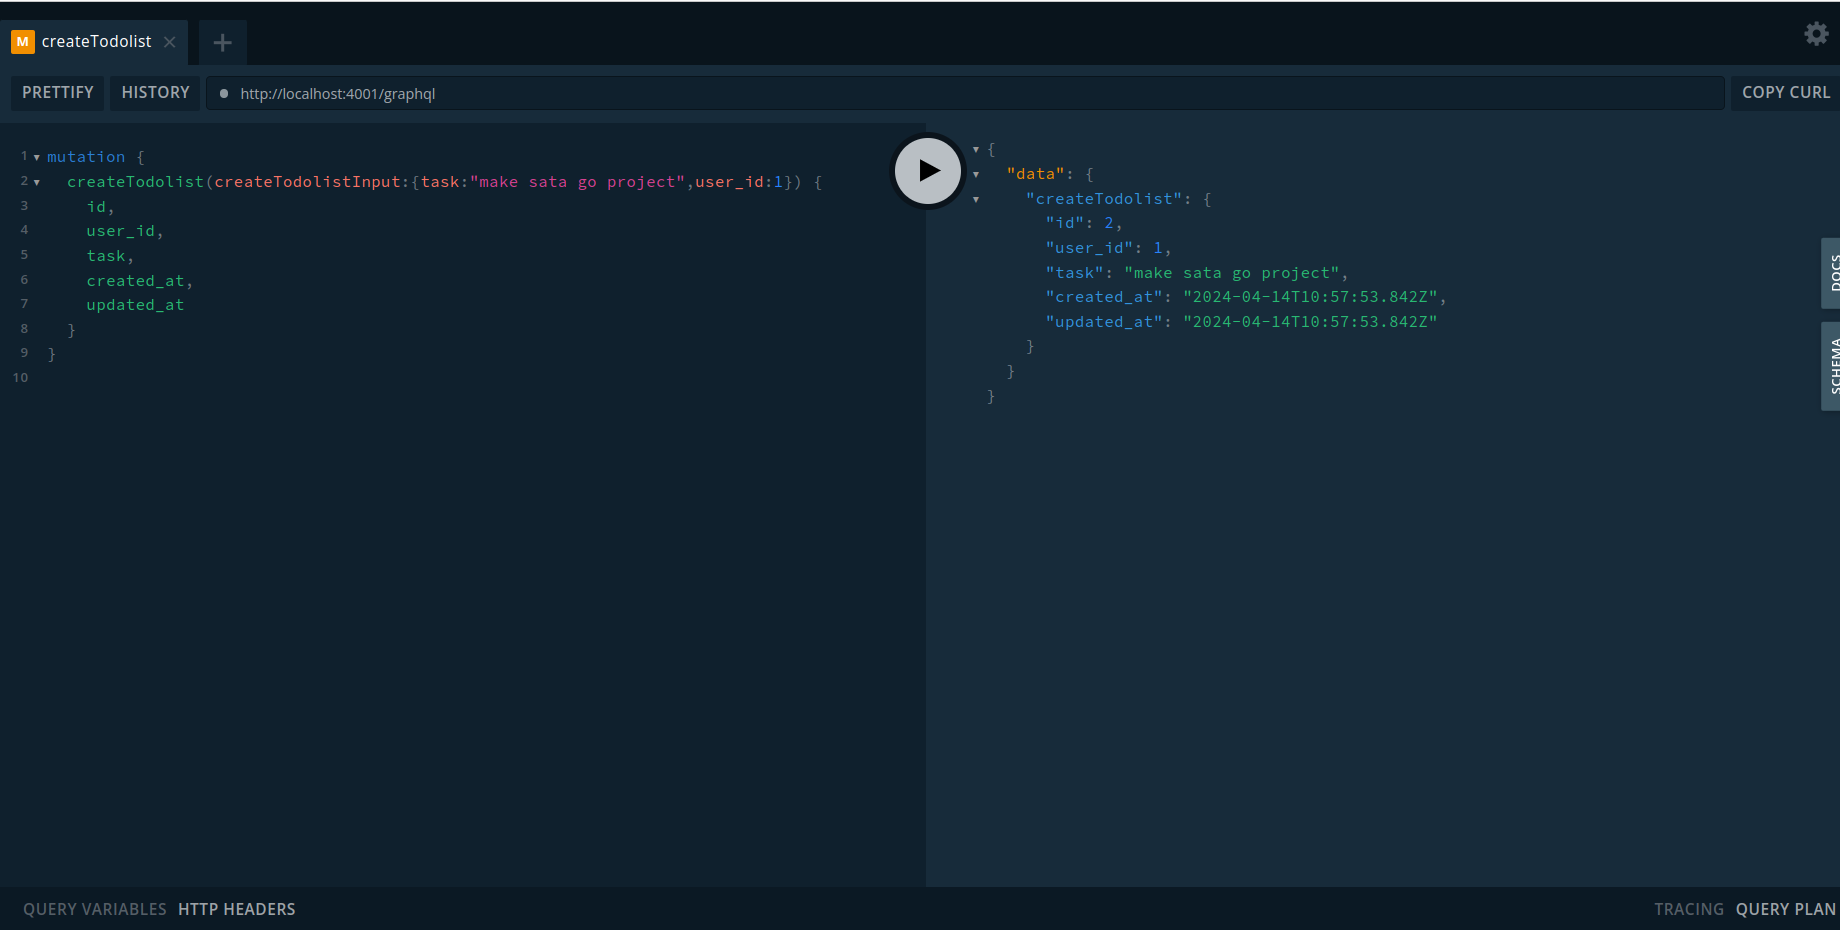 M createTodolist
PRETTIFY HISTORY http://localhost:4001/graphql COPY CURL
1 mutation {
2 createTodolist(createTodolistInput:{task:"make sata go project",user_id:1}) {
3 id,
4 user_id,
5 task,
6 created_at,
7 updated_at
8 }
9 }
10
{
"data": {
"createTodolist": {
"id": 2,
"user_id": 1,
"task": "make sata go project",
"created_at": "2024-04-14T10:57:53.842Z",
"updated_at": "2024-04-14T10:57:53.842Z"
}
}
}
DOCS
SCHEMA
QUERY VARIABLES HTTP HEADERS
TRACING QUERY PLAN